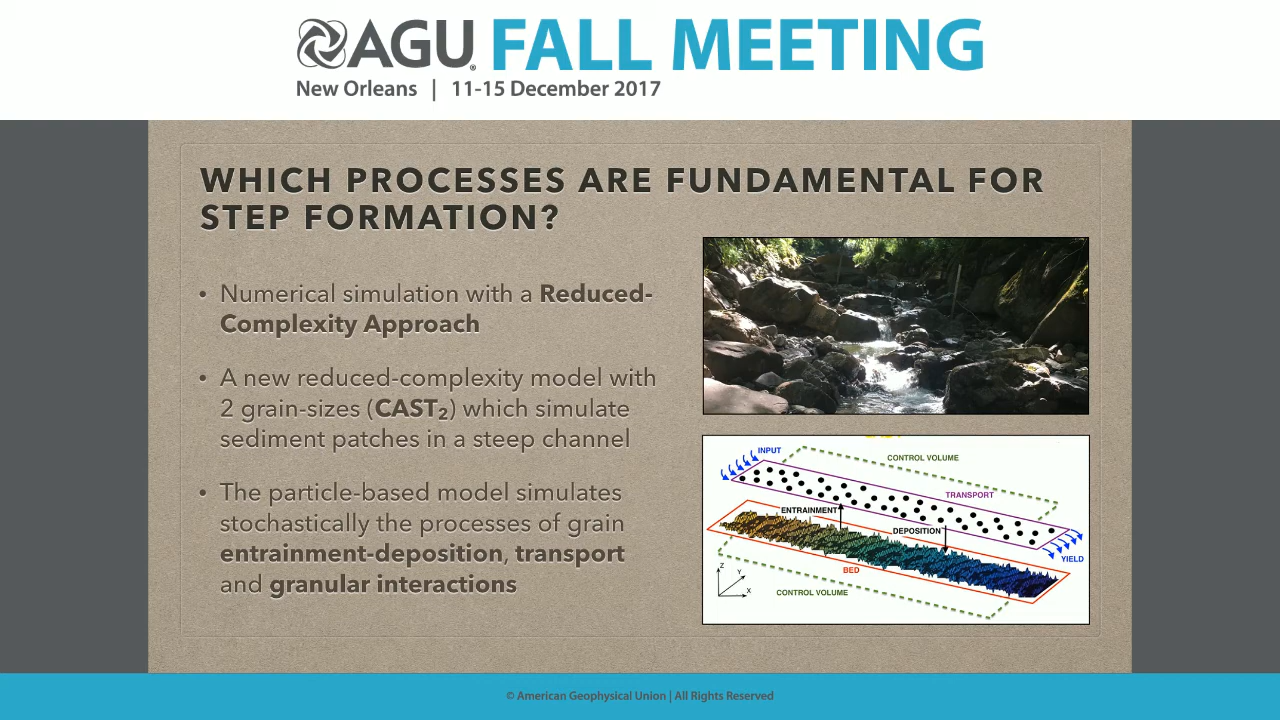 AGU FALL MEETING
New Orleans | 11-15 December 2017
WHICH PROCESSES ARE FUNDAMENTAL FOR
STEP FORMATION?
• Numerical simulation with a Reduced-
Complexity Approach
• A new reduced-complexity model with
2 grain-sizes (CAST₂) which simulate
sediment patches in a steep channel
• The particle-based model simulates
stochastically the processes of grain
entrainment-deposition, transport
and granular interactions
INPUT
CONTROL VOLUME
TRANSPORT
ENTRAINMENT
DEPOSITION
YIELD
BED
Z
Y
X
CONTROL VOLUME
© American Geophysical Union | All Rights Reserved